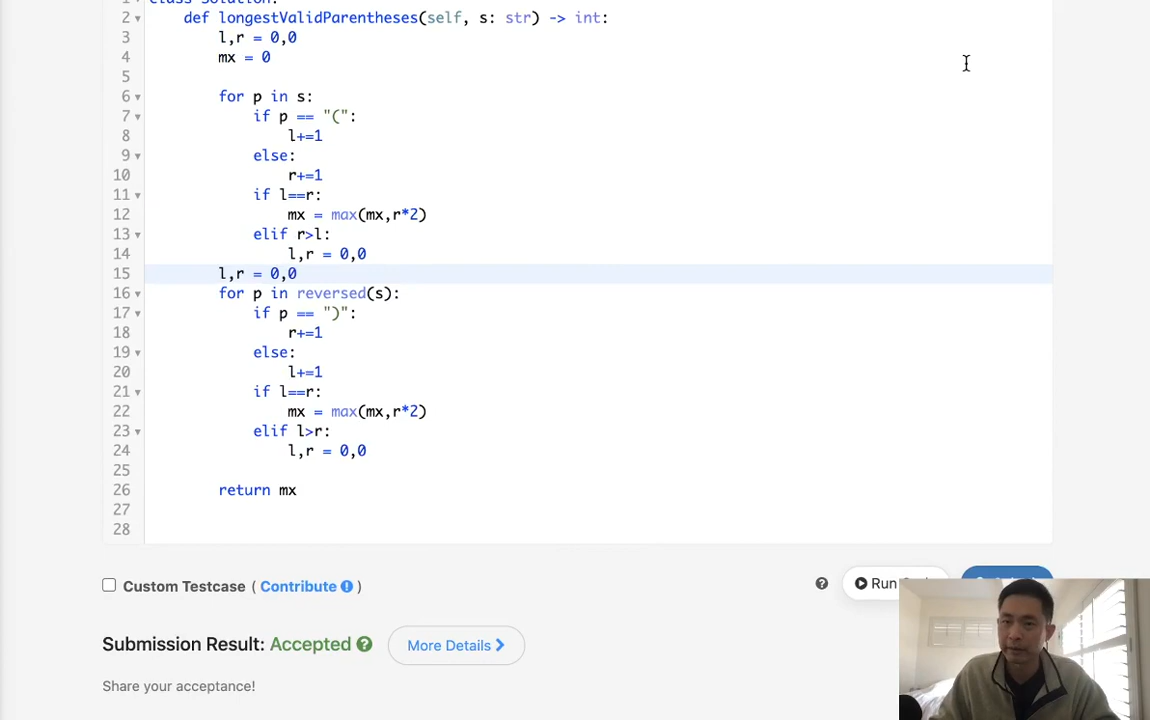 class Solution:
2 def longestValidParentheses(self, s: str) -> int:
3 l,r = 0,0
4 mx = 0
5
6 for p in s:
7 if p == "(":
8 l+=1
9 else:
10 r+=1
11 if l==r:
12 mx = max(mx,r*2)
13 elif r>l:
14 l,r = 0,0
15 l,r = 0,0
16 for p in reversed(s):
17 if p == ")":
18 r+=1
19 else:
20 l+=1
21 if l==r:
22 mx = max(mx,r*2)
23 elif l>r:
24 l,r = 0,0
25
26 return mx
27
28
Custom Testcase ( Contribute )
Run
Submission Result: Accepted
More Details
Share your acceptance!